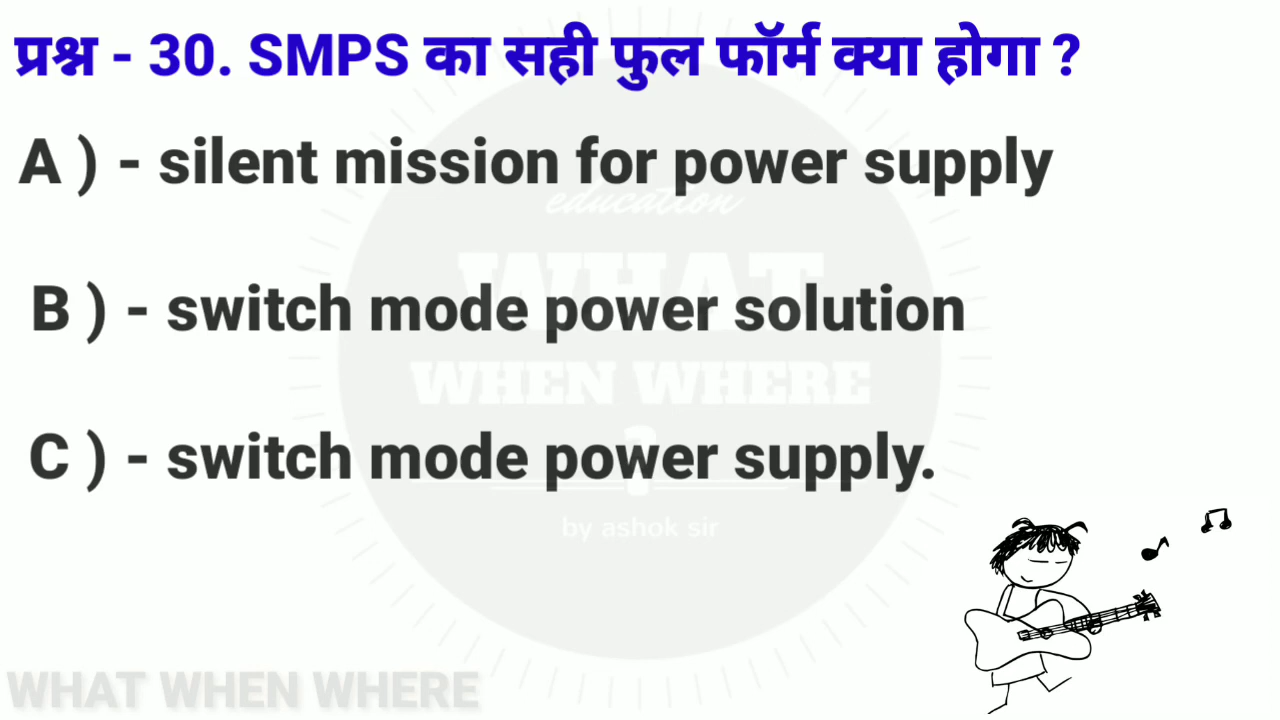 प्रश्न - 30. SMPS का सही फुल फॉर्म क्या होगा ?
A ) - silent mission for power supply
education
WHAT
B ) - switch mode power solution
WHEN WHERE
C ) - switch mode power supply.
?
by ashok sir
WHAT WHEN WHERE